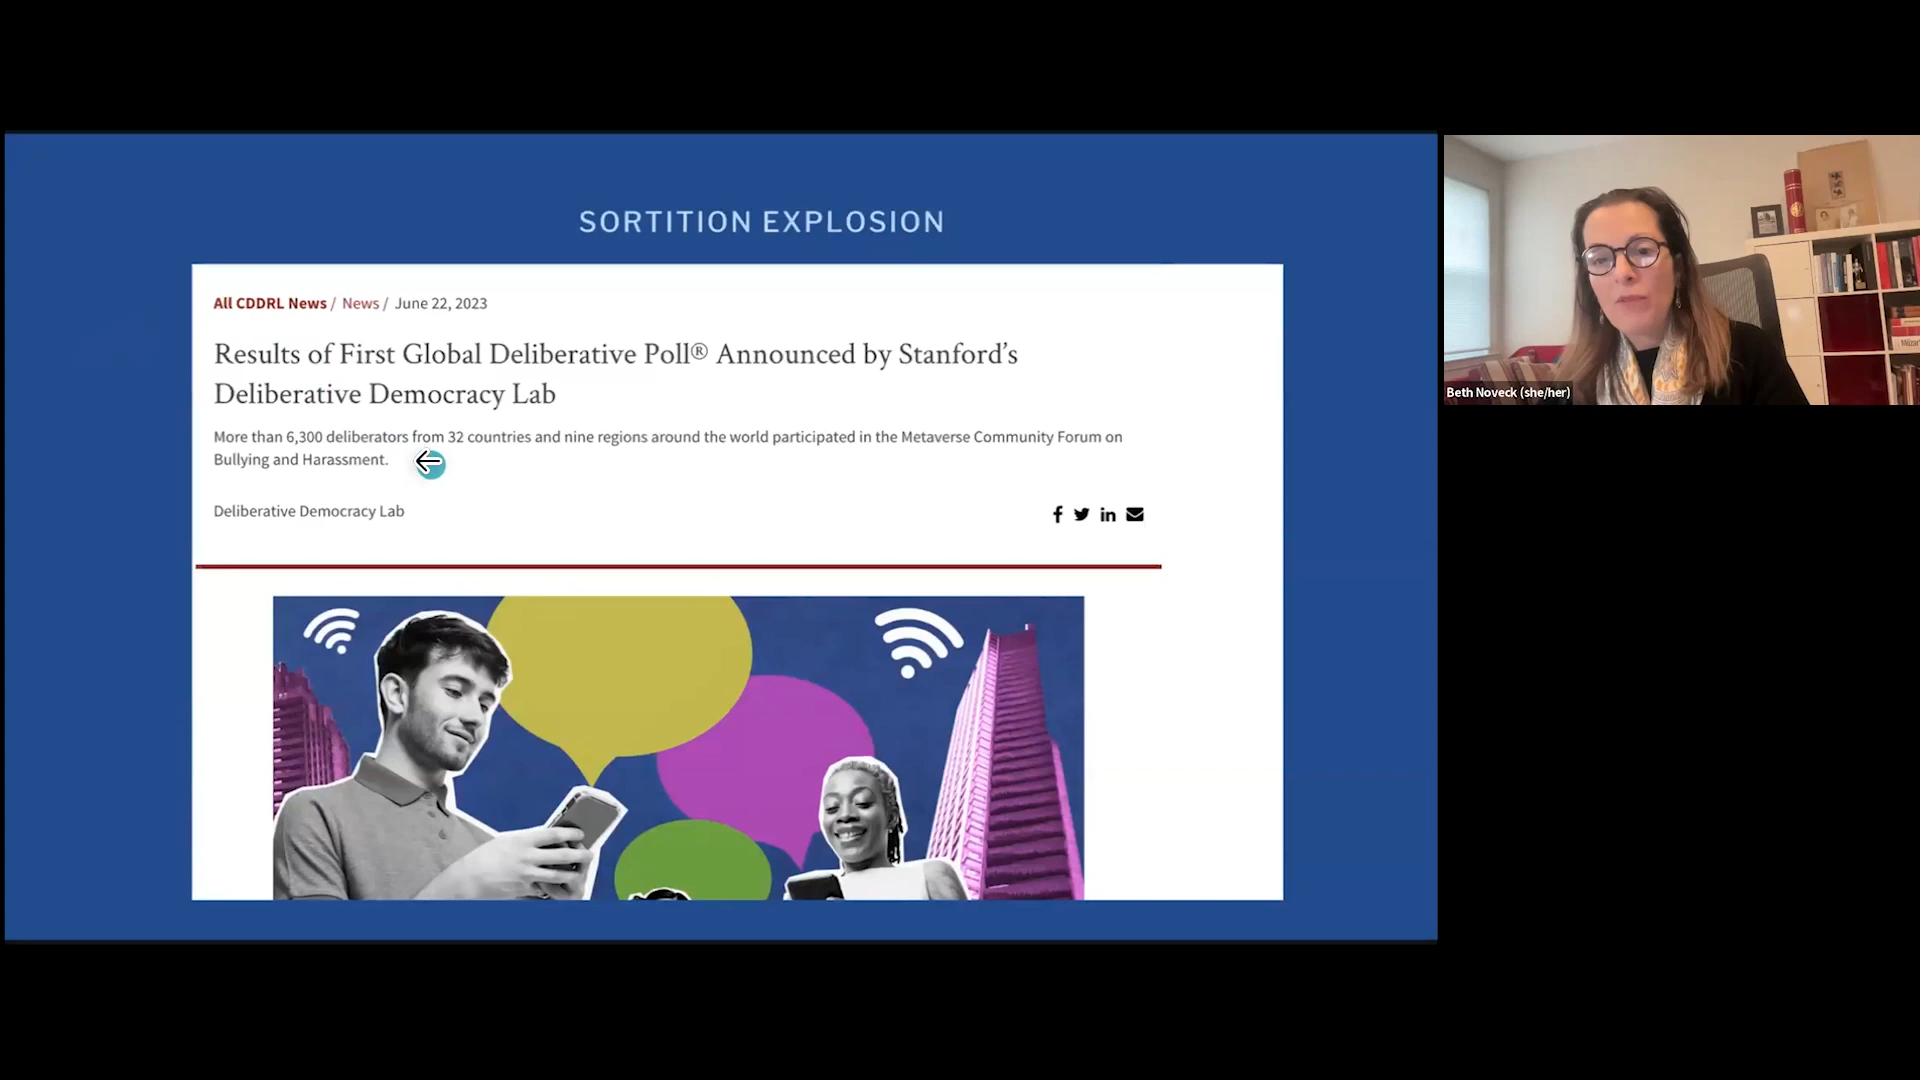 SORTITION EXPLOSION
All CDDRL News / News / June 22, 2023
Results of First Global Deliberative Poll® Announced by Stanford’s
Deliberative Democracy Lab
More than 6,300 deliberators from 32 countries and nine regions around the world participated in the Metaverse Community Forum on
Bullying and Harassment.
Deliberative Democracy Lab
Beth Noveck (she/her)